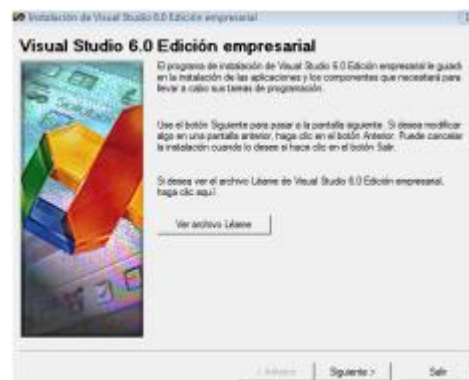 Instalación de Visual Studio 6.0 Edición empresarial
Visual Studio 6.0 Edición empresarial
El programa de instalación de Visual Studio 6.0 Edición empresarial le guiará
en la instalación de las aplicaciones y los componentes que necesitará para
llevar a cabo sus tareas de programación.
Use el botón Siguiente para pasar a la pantalla siguiente. Si desea modificar
algo en una pantalla anterior, haga clic en el botón Anterior. Puede cancelar
la instalación cuando lo desee si hace clic en el botón Salir.
Si desea ver el archivo Léame de Visual Studio 6.0 Edición empresarial,
haga clic aquí.
Ver archivo Léame
< Anterior
Siguiente >
Salir